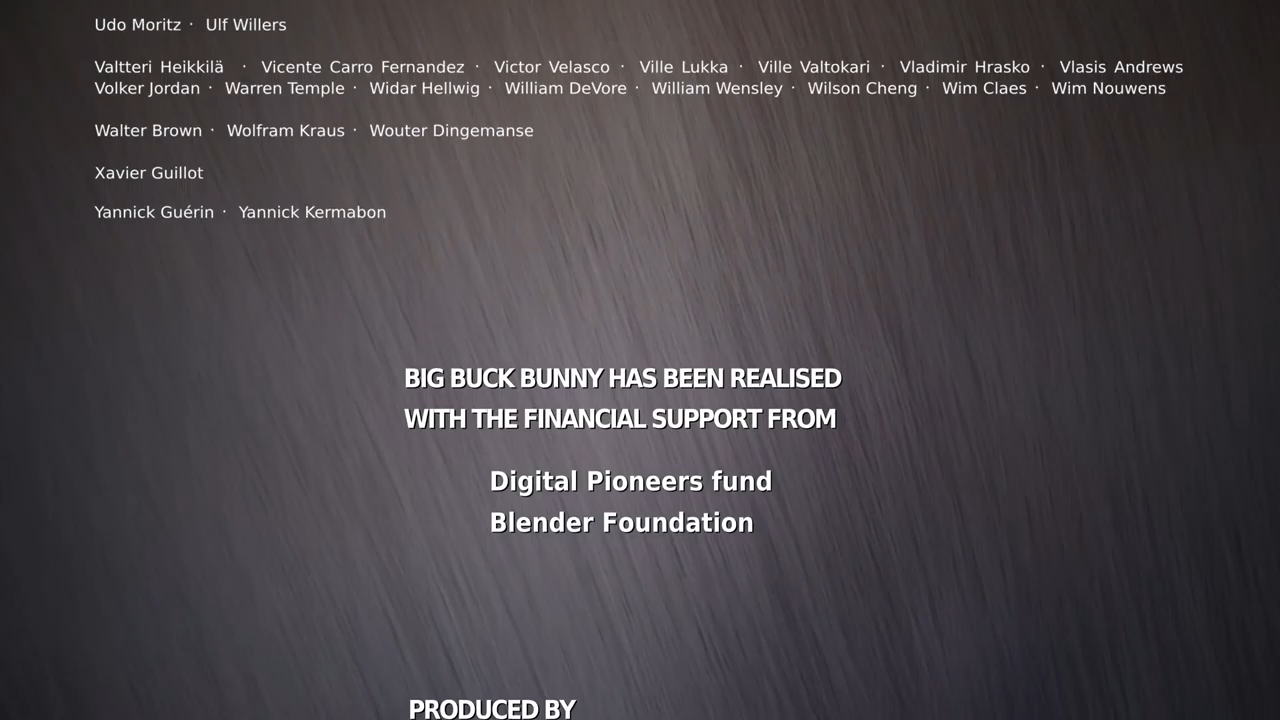 Udo Moritz · Ulf Willers
Valtteri Heikkilä · Vicente Carro Fernandez · Victor Velasco · Ville Lukka · Ville Valtokari · Vladimir Hrasko · Vlasis Andrews
Volker Jordan · Warren Temple · Widar Hellwig · William DeVore · William Wensley · Wilson Cheng · Wim Claes · Wim Nouwens
Walter Brown · Wolfram Kraus · Wouter Dingemanse
Xavier Guillot
Yannick Guérin · Yannick Kermabon
BIG BUCK BUNNY HAS BEEN REALISED
WITH THE FINANCIAL SUPPORT FROM
Digital Pioneers fund
Blender Foundation
PRODUCED BY